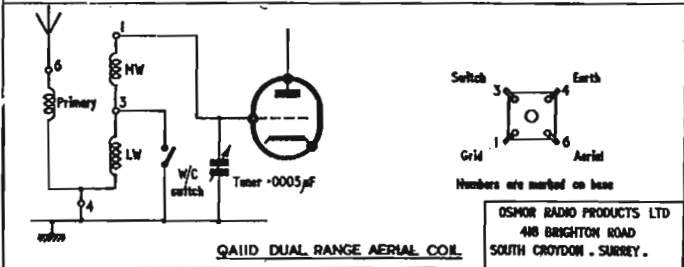 1
6
MW
Primary
3
LW
W/C
switch
Tuner ·0005µF
4
Switch
3
4
Earth
Grid
1
6
Aerial
Numbers are marked on base
QA11D DUAL RANGE AERIAL COIL
OSMOR RADIO PRODUCTS LTD
418 BRIGHTON ROAD
SOUTH CROYDON . SURREY.